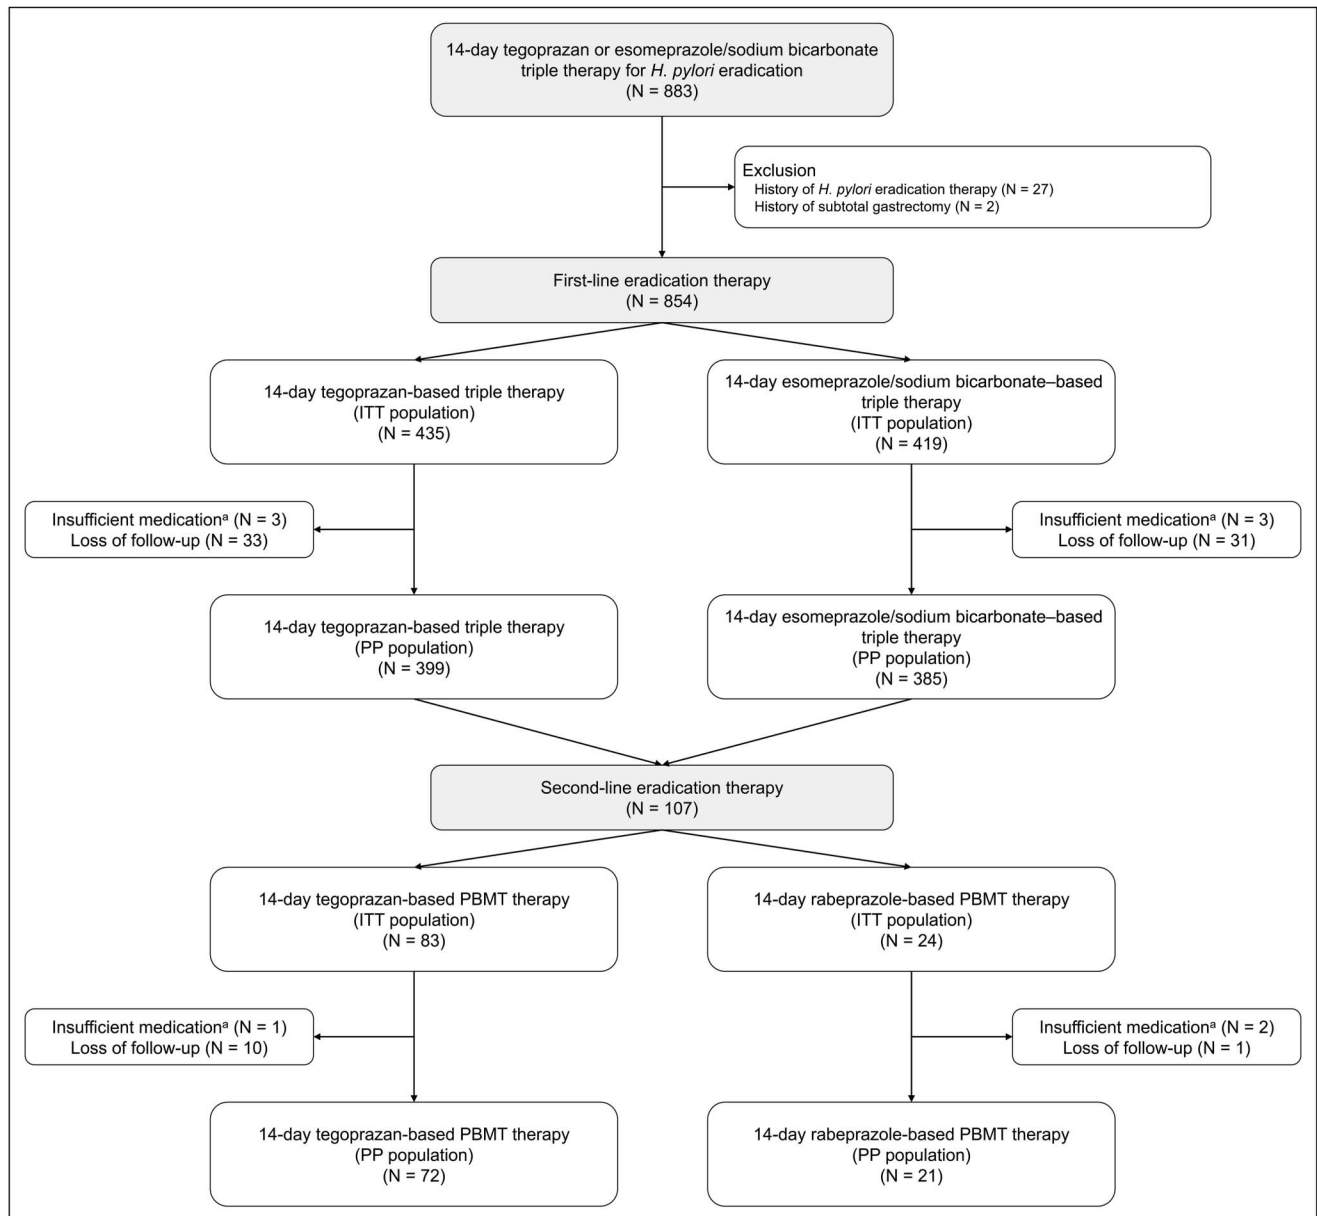 14-day tegoprazan or esomeprazole/sodium bicarbonate
triple therapy for H. pylori eradication
(N = 883)
Exclusion
History of H. pylori eradication therapy (N = 27)
History of subtotal gastrectomy (N = 2)
First-line eradication therapy
(N = 854)
14-day tegoprazan-based triple therapy
(ITT population)
(N = 435)
14-day esomeprazole/sodium bicarbonate–based
triple therapy
(ITT population)
(N = 419)
Insufficient medicationᵃ (N = 3)
Loss of follow-up (N = 33)
Insufficient medicationᵃ (N = 3)
Loss of follow-up (N = 31)
14-day tegoprazan-based triple therapy
(PP population)
(N = 399)
14-day esomeprazole/sodium bicarbonate–based
triple therapy
(PP population)
(N = 385)
Second-line eradication therapy
(N = 107)
14-day tegoprazan-based PBMT therapy
(ITT population)
(N = 83)
14-day rabeprazole-based PBMT therapy
(ITT population)
(N = 24)
Insufficient medicationᵃ (N = 1)
Loss of follow-up (N = 10)
Insufficient medicationᵃ (N = 2)
Loss of follow-up (N = 1)
14-day tegoprazan-based PBMT therapy
(PP population)
(N = 72)
14-day rabeprazole-based PBMT therapy
(PP population)
(N = 21)